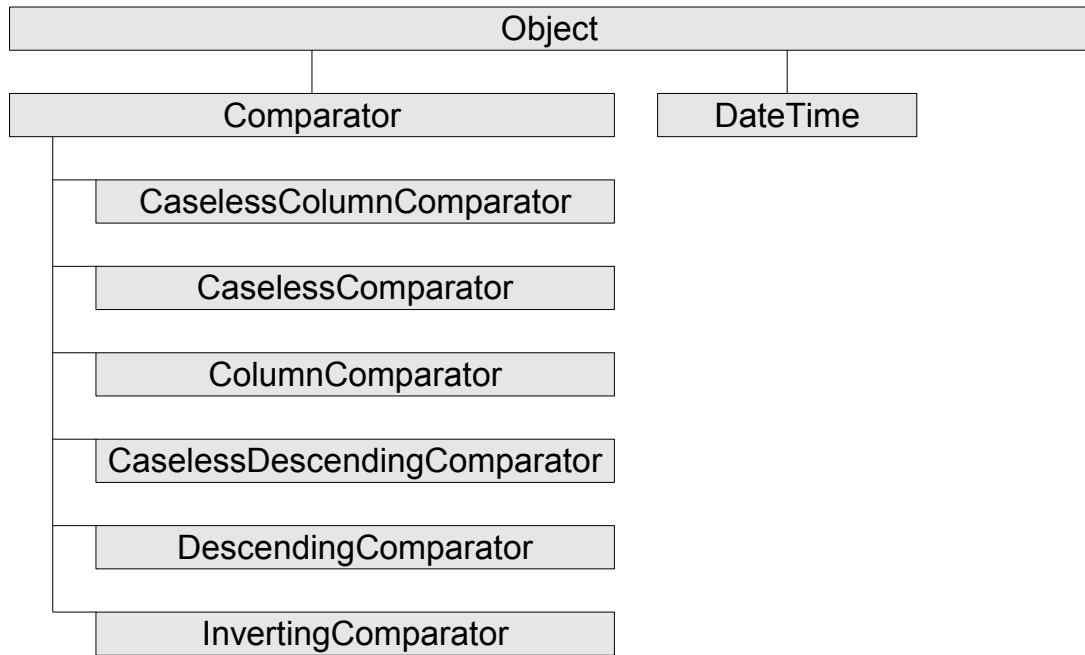 Object
Comparator
DateTime
CaselessColumnComparator
CaselessComparator
ColumnComparator
CaselessDescendingComparator
DescendingComparator
InvertingComparator